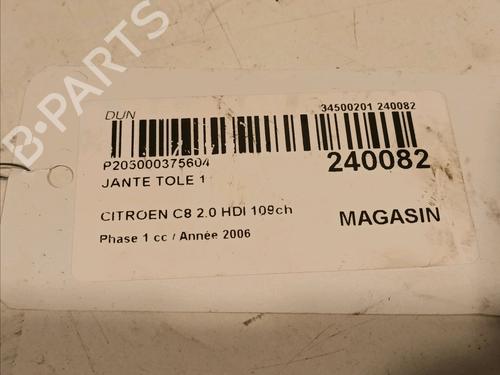 DUN
34500201 240082
P205000375604
240082
JANTE TOLE 1
CITROEN C8 2.0 HDI 109ch
MAGASIN
Phase 1 cc / Année 2006
B-PARTS